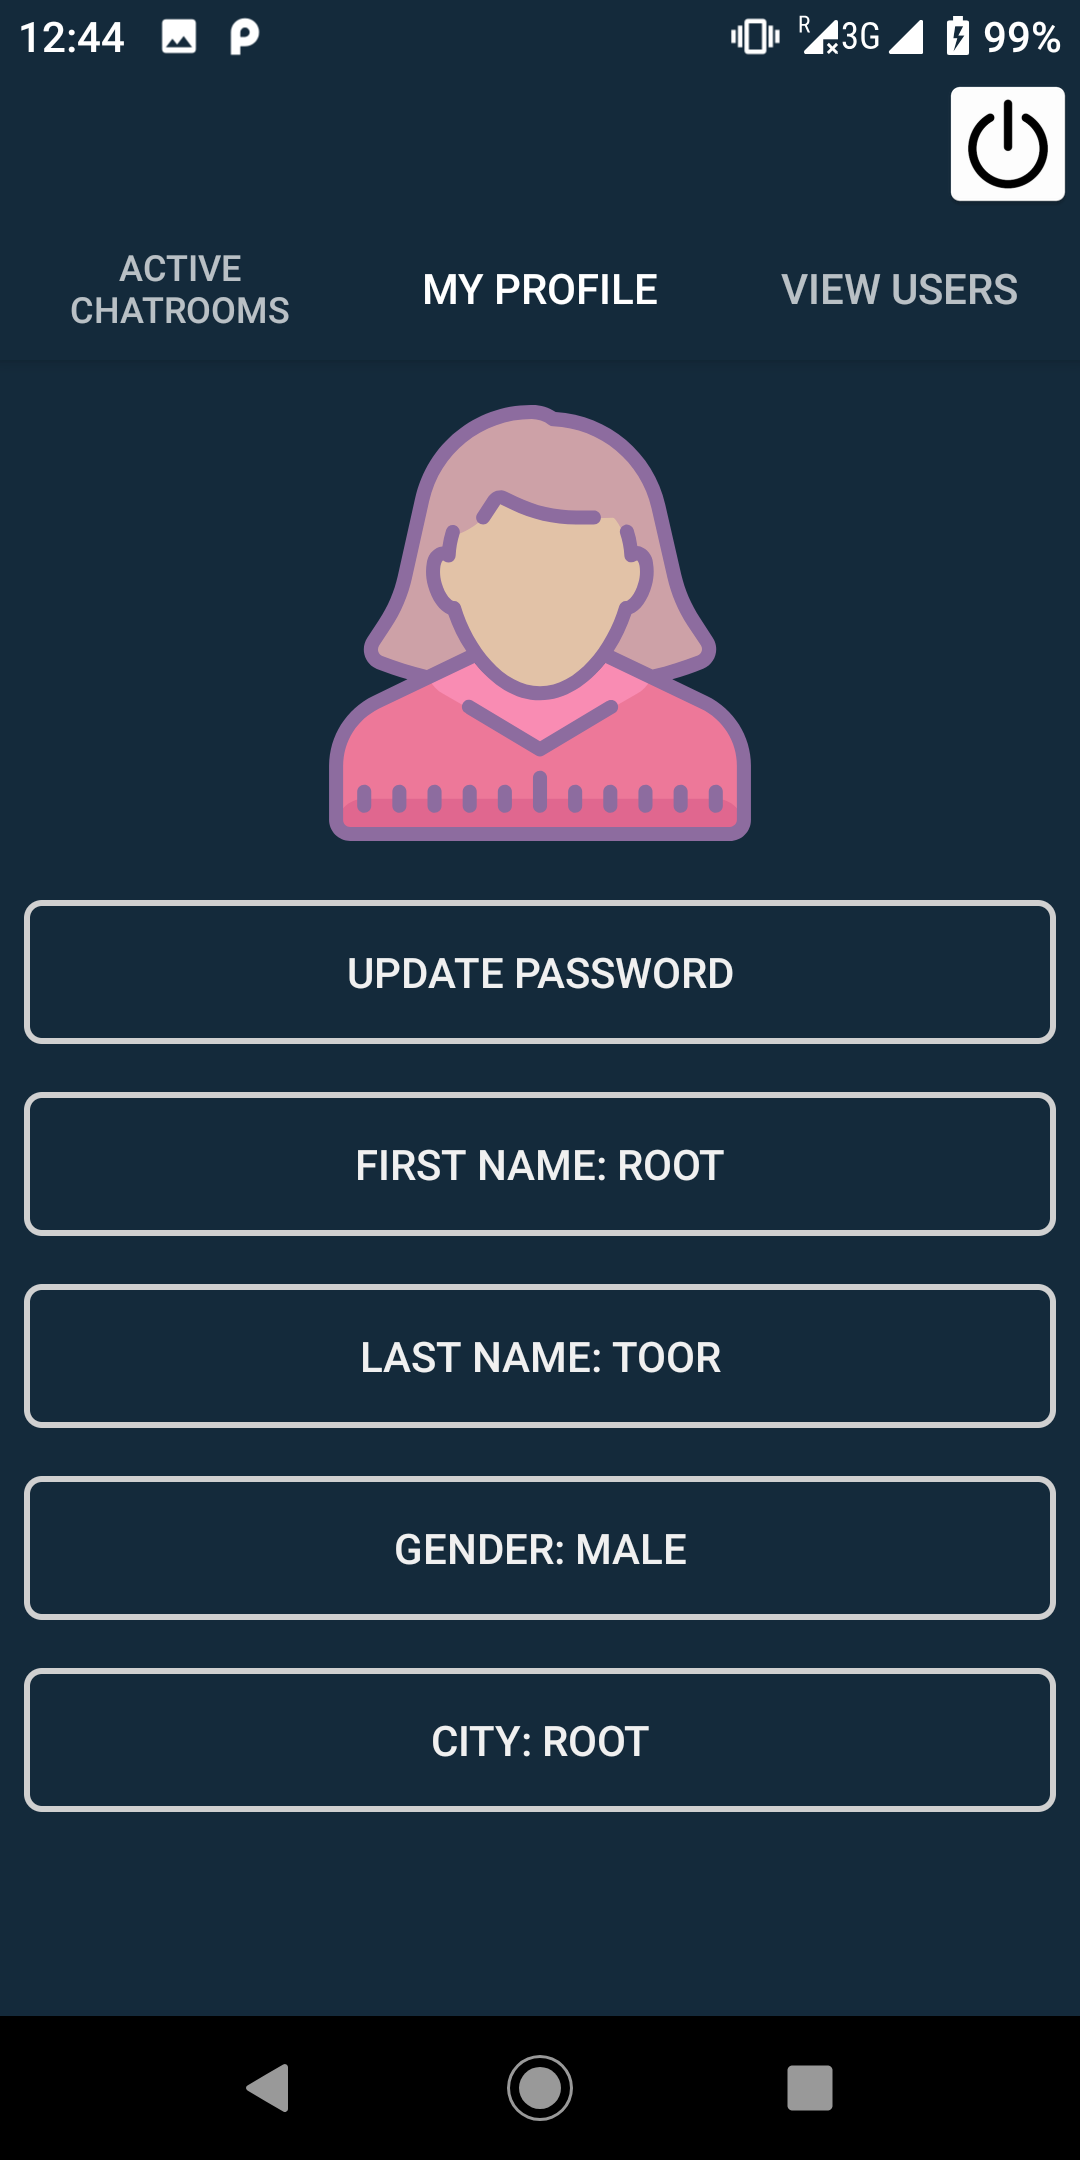 12:44 R 3G 99%
ACTIVE
CHATROOMS
MY PROFILE
VIEW USERS
UPDATE PASSWORD
FIRST NAME: ROOT
LAST NAME: TOOR
GENDER: MALE
CITY: ROOT